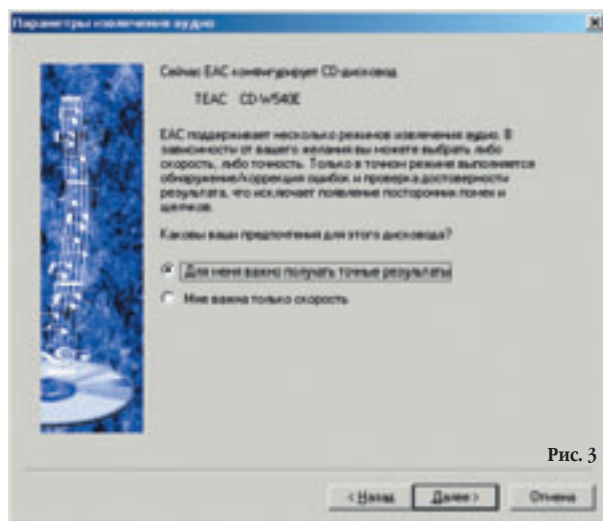 Параметры извлечения аудио
Сейчас EAC конфигурирует CD-дисковод
TEAC CD-W540E
EAC поддерживает несколько режимов извлечения аудио. В
зависимости от вашего желания вы можете выбрать либо
скорость, либо точность. Только в точном режиме выполняется
обнаружение/коррекция ошибок и проверка достоверности
результата, что исключает появление посторонних помех и
щелчков.
Каковы ваши предпочтения для этого дисковода?
Для меня важно получать точные результаты
Мне важна только скорость
Рис. 3
< Назад Далее > Отмена